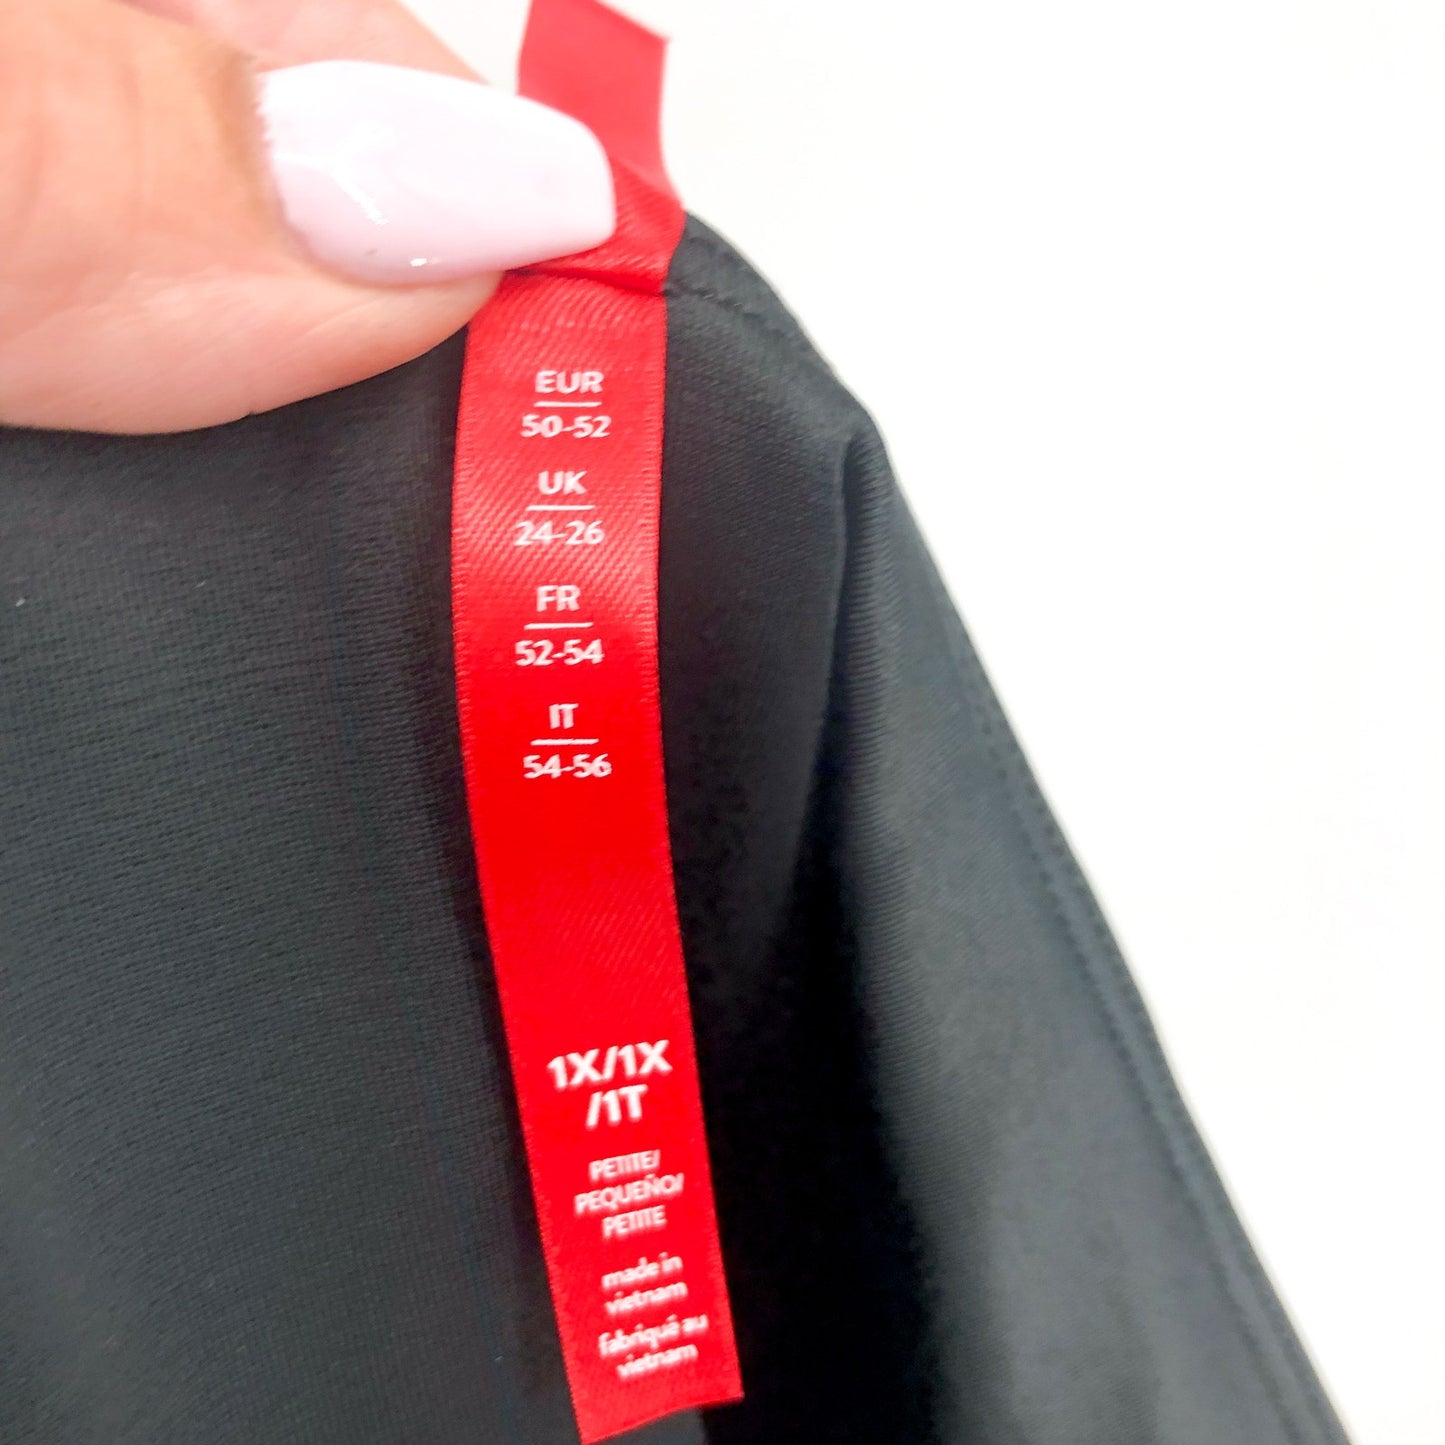 EUR
50-52
UK
24-26
FR
52-54
IT
54-56
1X/1X
/1T
PETITE/
PEQUEÑO/
PETITE
made in
vietnam
fabriqué au
vietnam